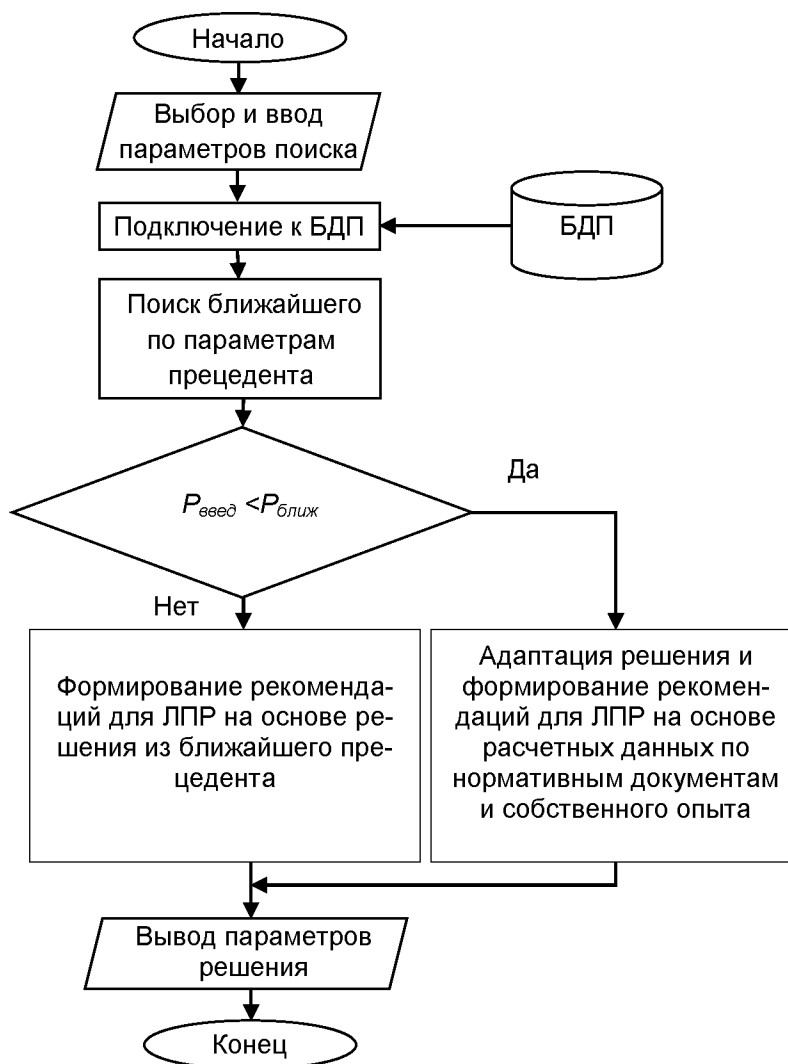 Начало
Выбор и ввод
параметров поиска
Подключение к БДП
БДП
Поиск ближайшего
по параметрам
прецедента
Pввед <Pближ
Да
Нет
Формирование рекоменда-
ций для ЛПР на основе ре-
шения из ближайшего пре-
цедента
Адаптация решения и
формирование рекомен-
даций для ЛПР на основе
расчетных данных по
нормативным документам
и собственного опыта
Вывод параметров
решения
Конец